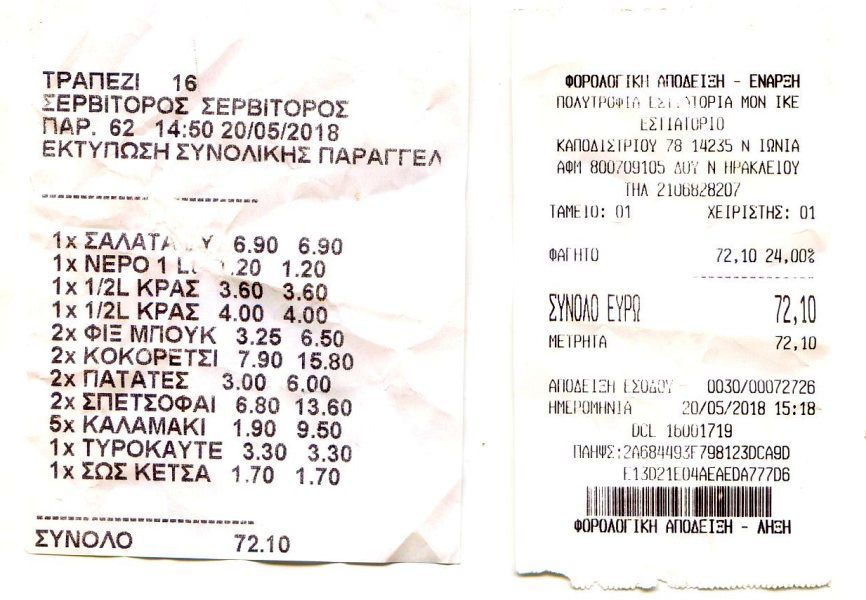 ΤΡΑΠΕΖΙ 16
ΣΕΡΒΙΤΟΡΟΣ ΣΕΡΒΙΤΟΡΟΣ
ΠΑΡ. 62 14:50 20/05/2018
ΕΚΤΥΠΩΣΗ ΣΥΝΟΛΙΚΗΣ ΠΑΡΑΓΓΕΛ
1x ΣΑΛΑΤΑ 6.90 6.90
1x ΝΕΡΟ 1 .20 1.20
1x 1/2L ΚΡΑΣ 3.60 3.60
1x 1/2L ΚΡΑΣ 4.00 4.00
2x ΦΙΞ ΜΠΟΥΚ 3.25 6.50
2x ΚΟΚΟΡΕΤΣΙ 7.90 15.80
2x ΠΑΤΑΤΕΣ 3.00 6.00
2x ΣΠΕΤΣΟΦΑΙ 6.80 13.60
5x ΚΑΛΑΜΑΚΙ 1.90 9.50
1x ΤΥΡΟΚΑΥΤΕ 3.30 3.30
1x ΣΩΣ ΚΕΤΣΑ 1.70 1.70
ΣΥΝΟΛΟ 72.10
ΦΟΡΟΛΟΓΙΚΗ ΑΠΟΔΕΙΞΗ - ΕΝΑΡΞΗ
ΠΟΛΥΤΡΟΦΙΑ ΕΣΤΙΑΤΟΡΙΑ ΜΟΝ ΙΚΕ
ΕΣΤΙΑΤΟΡΙΟ
ΚΑΠΟΔΙΣΤΡΙΟΥ 78 14235 Ν ΙΩΝΙΑ
ΑΦΜ 800709105 ΔΟΥ Ν ΗΡΑΚΛΕΙΟΥ
ΤΗΛ 2106828207
ΤΑΜΕΙΟ: 01 ΧΕΙΡΙΣΤΗΣ: 01
ΦΑΓΗΤΟ 72,10 24,00%
ΣΥΝΟΛΟ ΕΥΡΩ 72,10
ΜΕΤΡΗΤΑ 72,10
ΑΠΟΔΕΙΞΗ ΕΣΟΔΟΥ - 0030/00072726
ΗΜΕΡΟΜΗΝΙΑ 20/05/2018 15:18
DCL 16001719
ΠΑΗΨΣ:2A684493F798123DCA9D
E13D21E04AEAEDA777D6
ΦΟΡΟΛΟΓΙΚΗ ΑΠΟΔΕΙΞΗ - ΛΗΞΗ